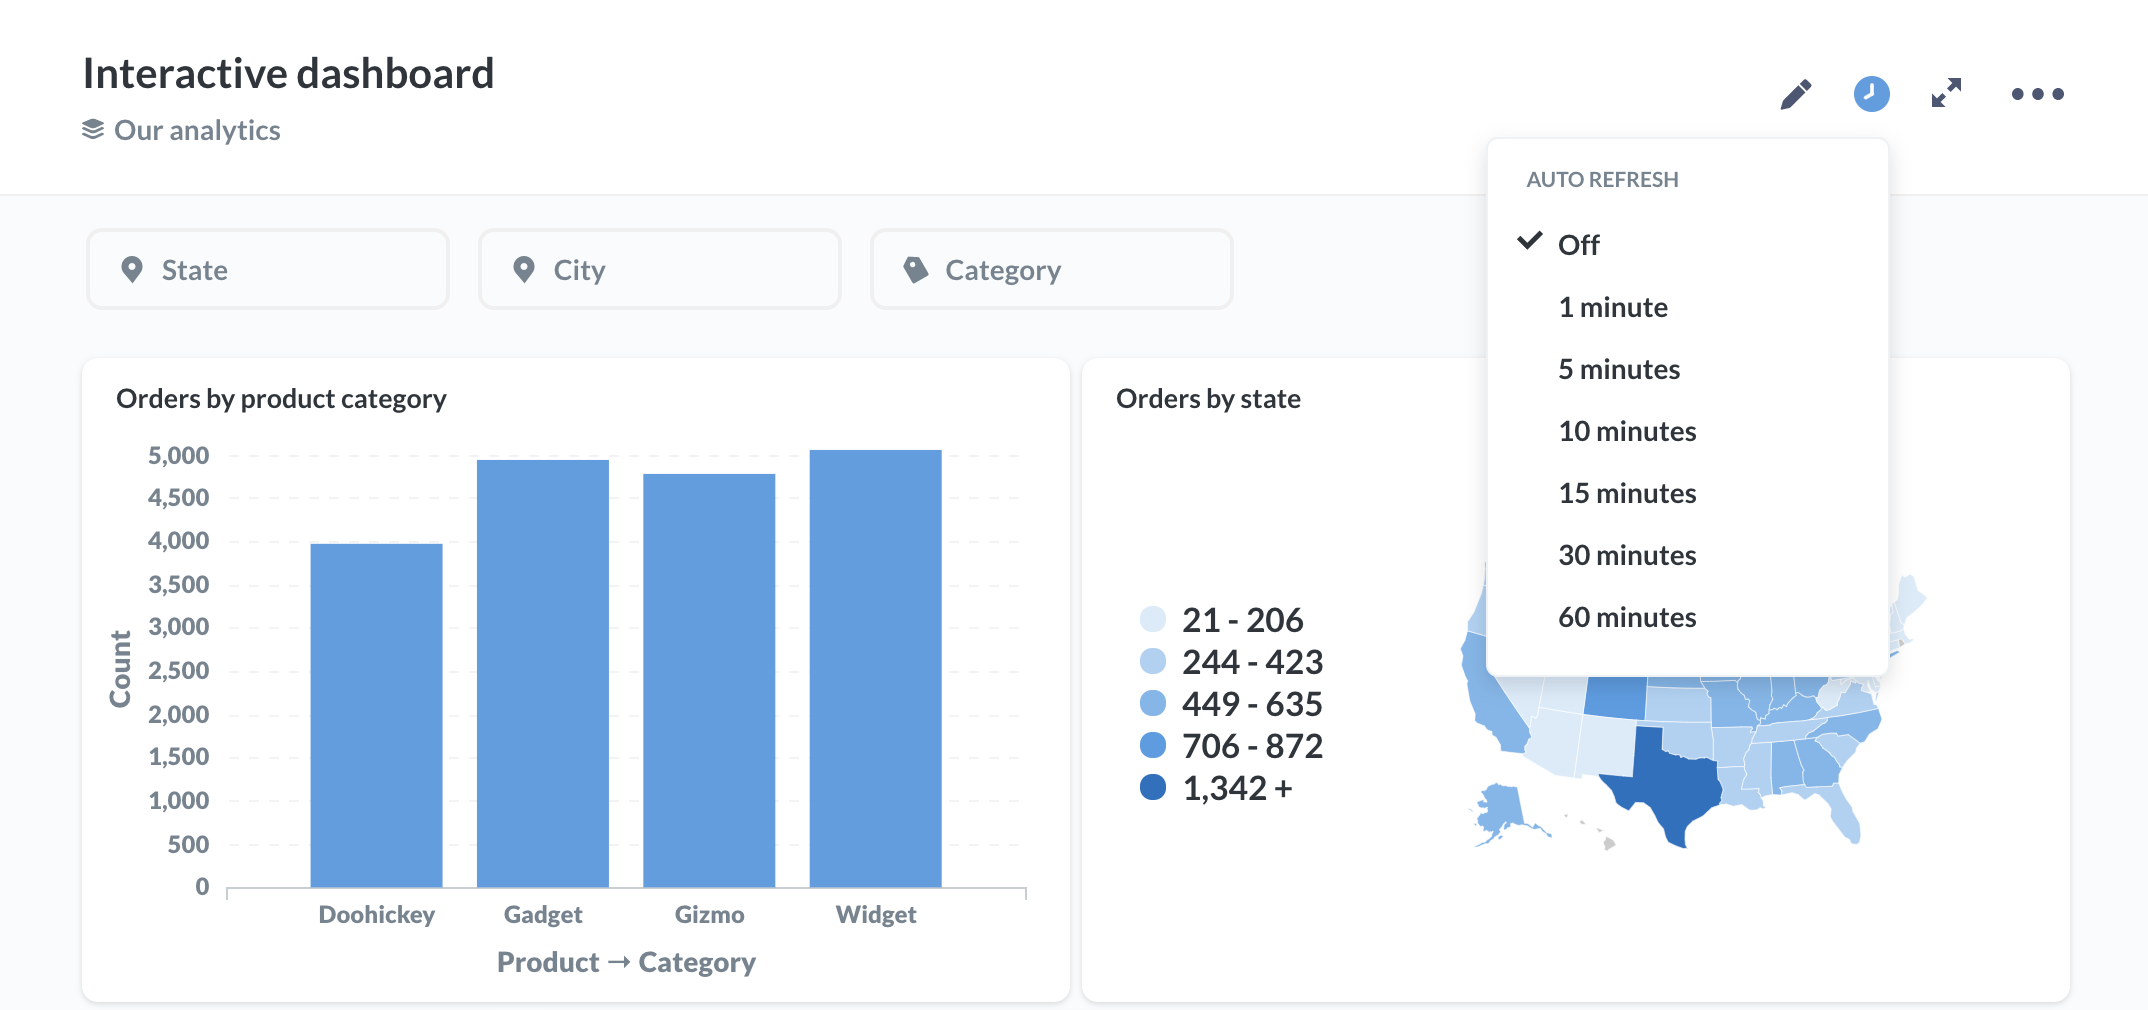 Interactive dashboard
Our analytics
AUTO REFRESH
Off
1 minute
5 minutes
10 minutes
15 minutes
30 minutes
60 minutes
State
City
Category
Orders by product category
5,000
4,500
4,000
3,500
3,000
2,500
2,000
1,500
1,000
500
0
Count
Doohickey
Gadget
Gizmo
Widget
Product → Category
Orders by state
21 - 206
244 - 423
449 - 635
706 - 872
1,342 +